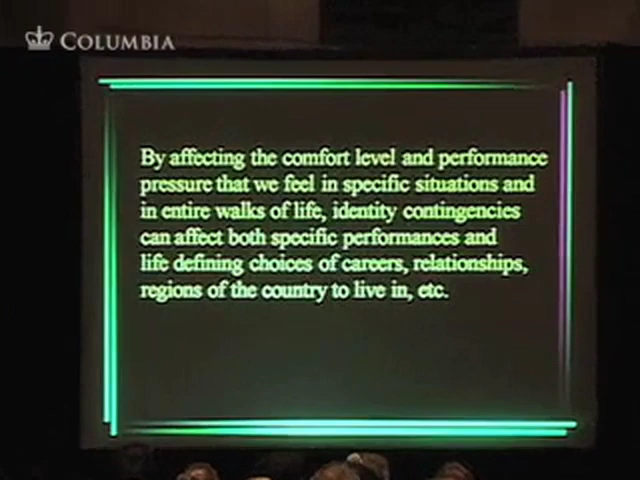 COLUMBIA
By affecting the comfort level and performance
pressure that we feel in specific situations and
in entire walks of life, identity contingencies
can affect both specific performances and
life defining choices of careers, relationships,
regions of the country to live in, etc.